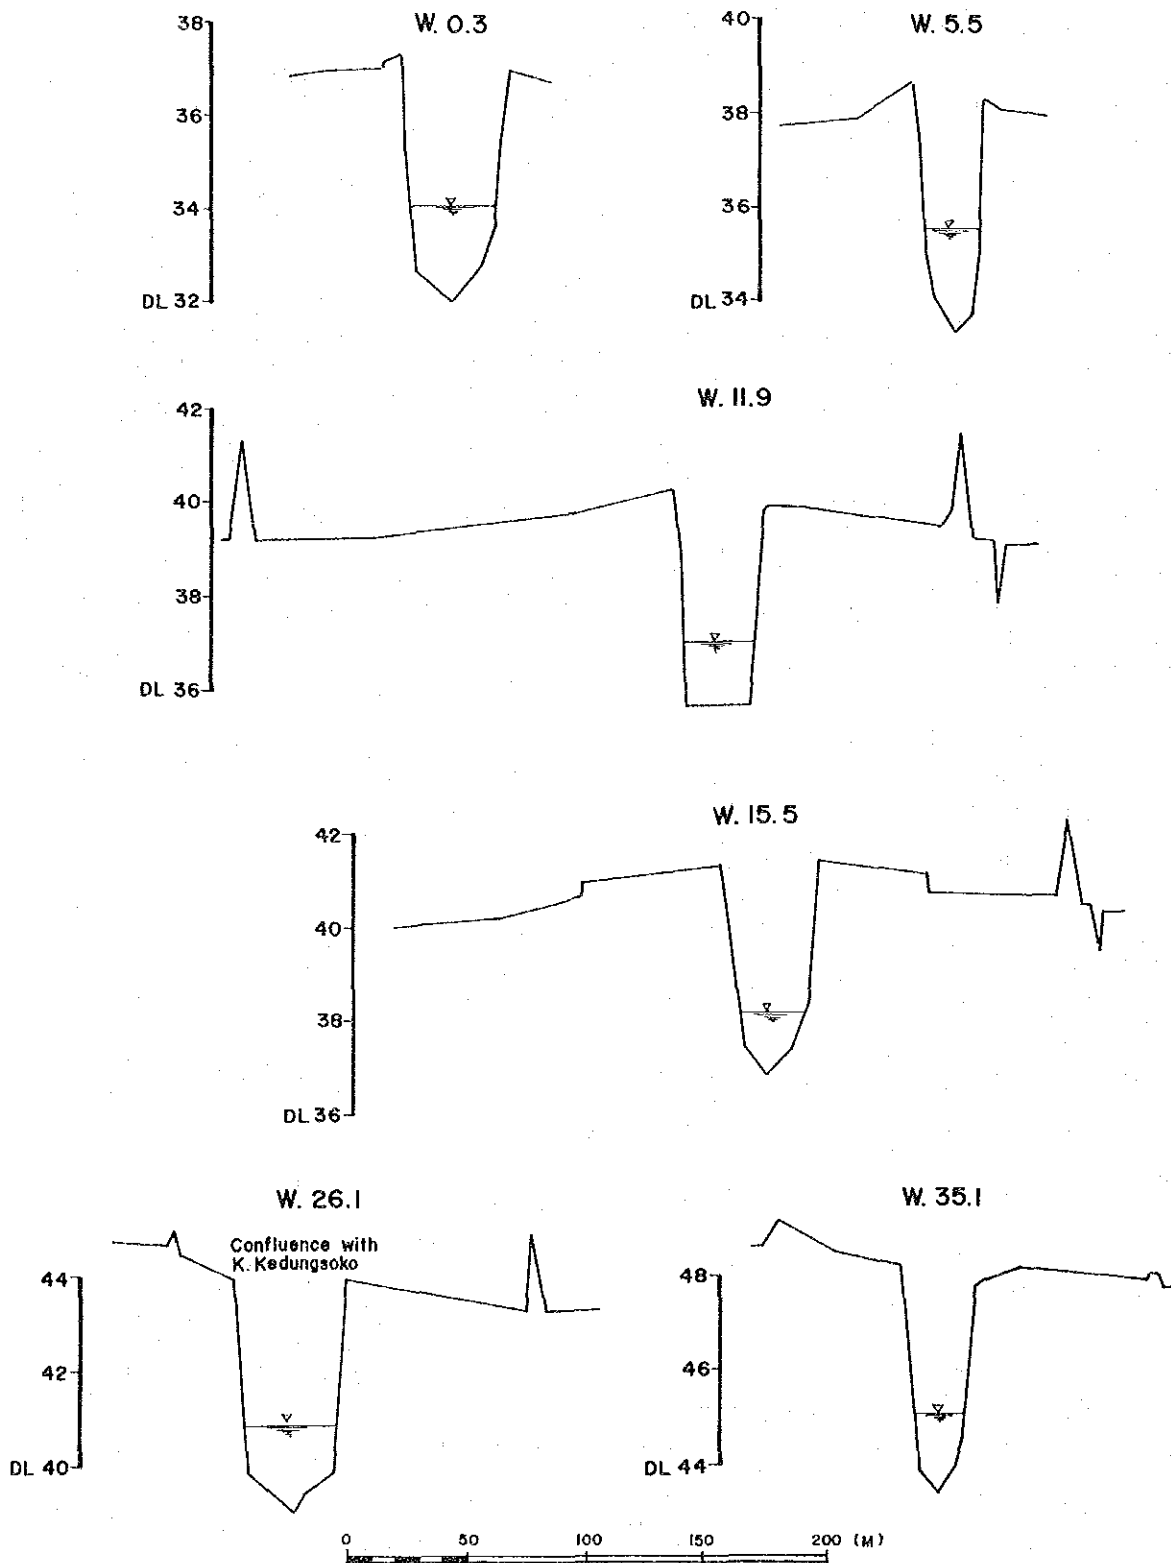 W. 0.3
38
36
34
DL 32
W. 5.5
40
38
36
DL 34
W. 11.9
42
40
38
DL 36
W. 15.5
42
40
38
DL 36
W. 26.1
Confluence with
K. Kedungsoko
44
42
DL 40
W. 35.1
48
46
DL 44
0 50 100 150 200 (M)